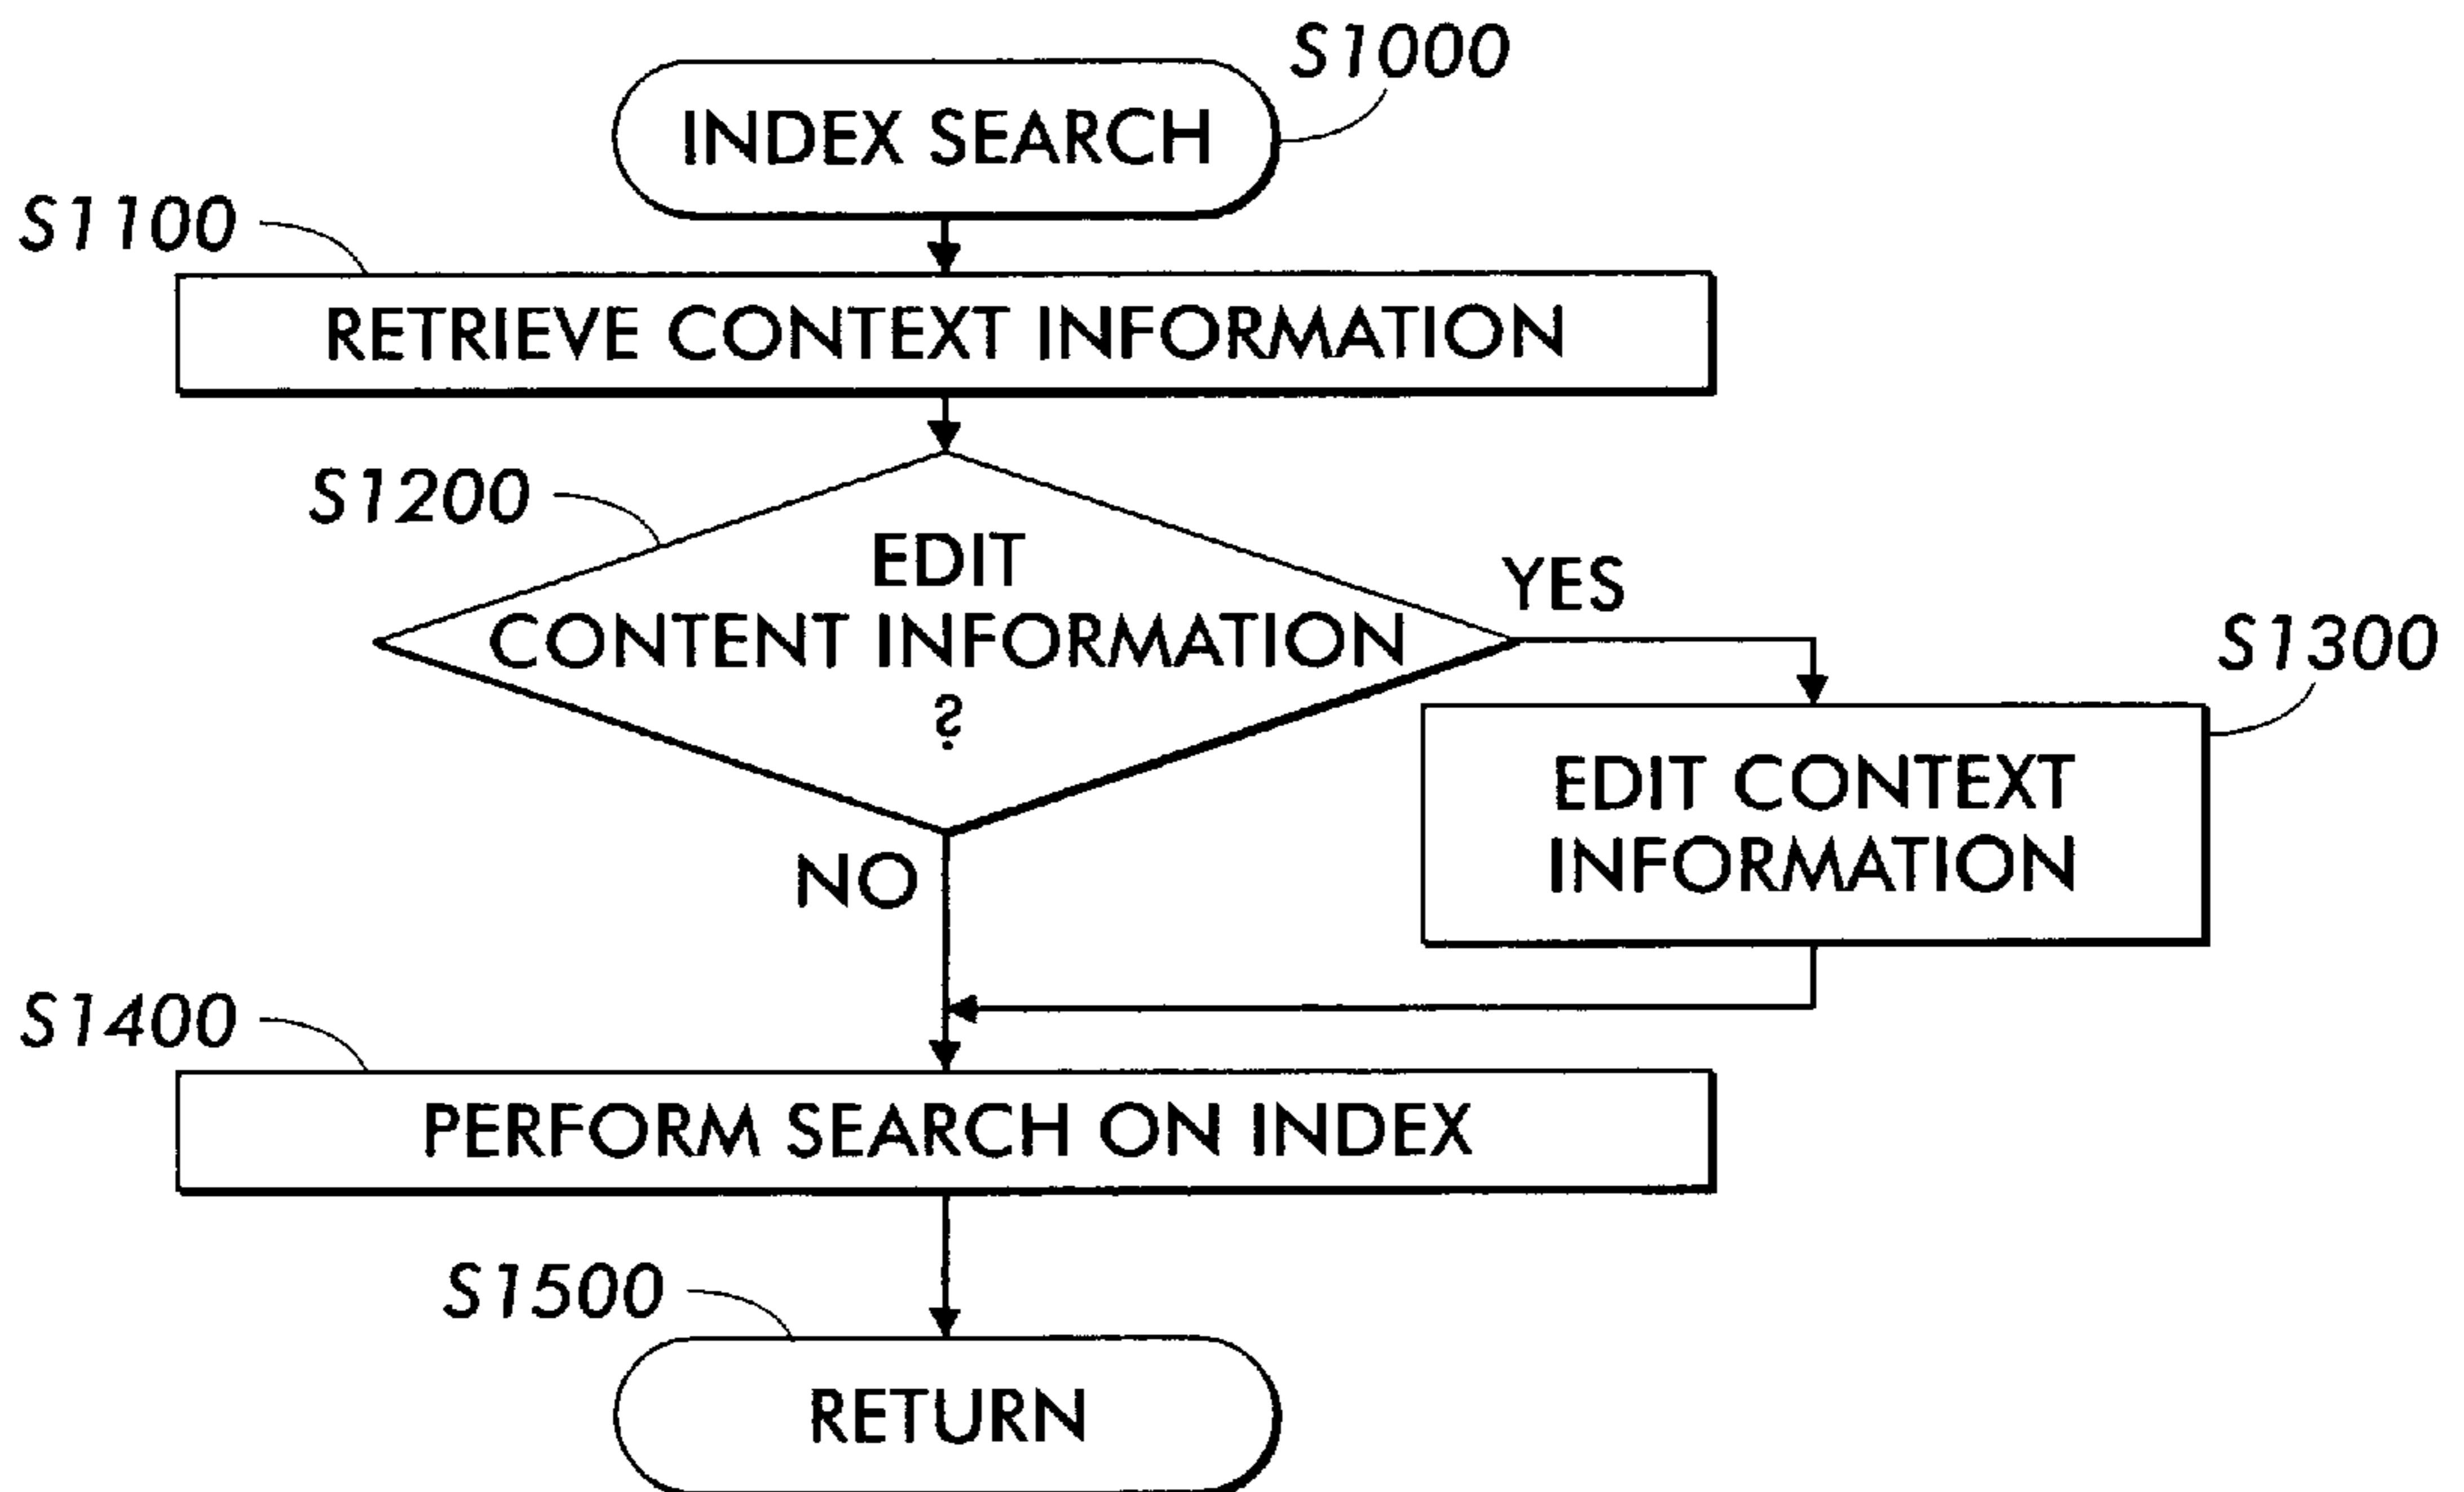 S1000
INDEX SEARCH
S1100
RETRIEVE CONTEXT INFORMATION
S1200
EDIT
CONTENT INFORMATION
?
YES
S1300
EDIT CONTEXT
INFORMATION
NO
S1400
PERFORM SEARCH ON INDEX
S1500
RETURN